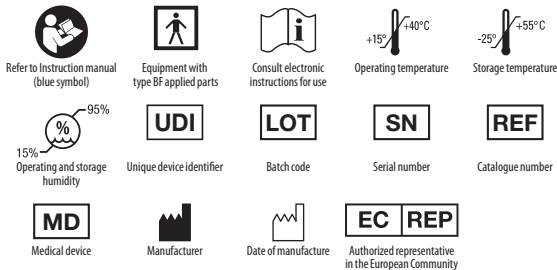 +15° +40°C
-25° +55°C
Refer to Instruction manual
(blue symbol)
Equipment with
type BF applied parts
i
Consult electronic
instructions for use
Operating temperature
Storage temperature
95%
%
15%
UDI
LOT
SN
REF
Operating and storage
humidity
Unique device identifier
Batch code
Serial number
Catalogue number
MD
EC REP
Medical device
Manufacturer
Date of manufacture
Authorized representative
in the European Community